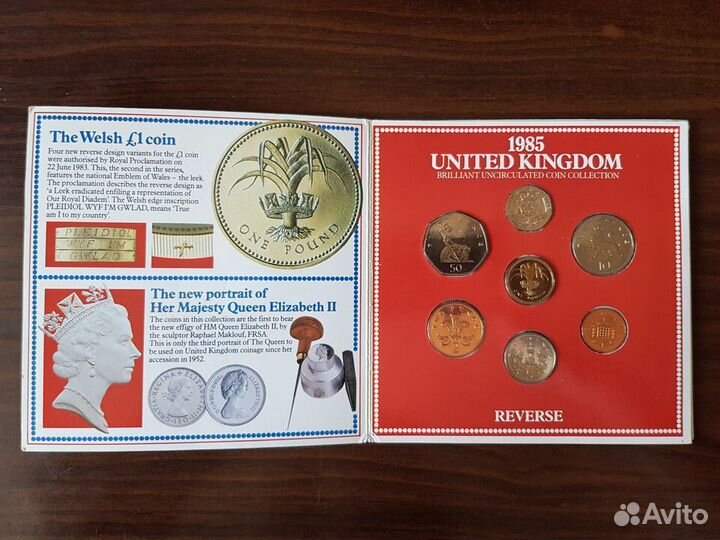 The Welsh £1 coin
Four new reverse design variants for the £1 coin
were authorised by Royal Proclamation on
22 June 1983. This, the second in the series,
features the national Emblem of Wales – the leek.
The proclamation describes the reverse design as
'a Leek eradicated enfiling a representation of
Our Royal Diadem'. The Welsh edge inscription
PLEIDIOL WYF I'M GWLAD, means 'True
am I to my country'.
PLEIDIOL
WYF I'M
GWLAD
ONE POUND
The new portrait of
Her Majesty Queen Elizabeth II
The coins in this collection are the first to bear
the new effigy of HM Queen Elizabeth II, by
the sculptor Raphael Maklouf, FRSA.
This is only the third portrait of The Queen to
be used on United Kingdom coinage since her
accession in 1952.
1985
UNITED KINGDOM
BRILLIANT UNCIRCULATED COIN COLLECTION
50
10
REVERSE
Avito